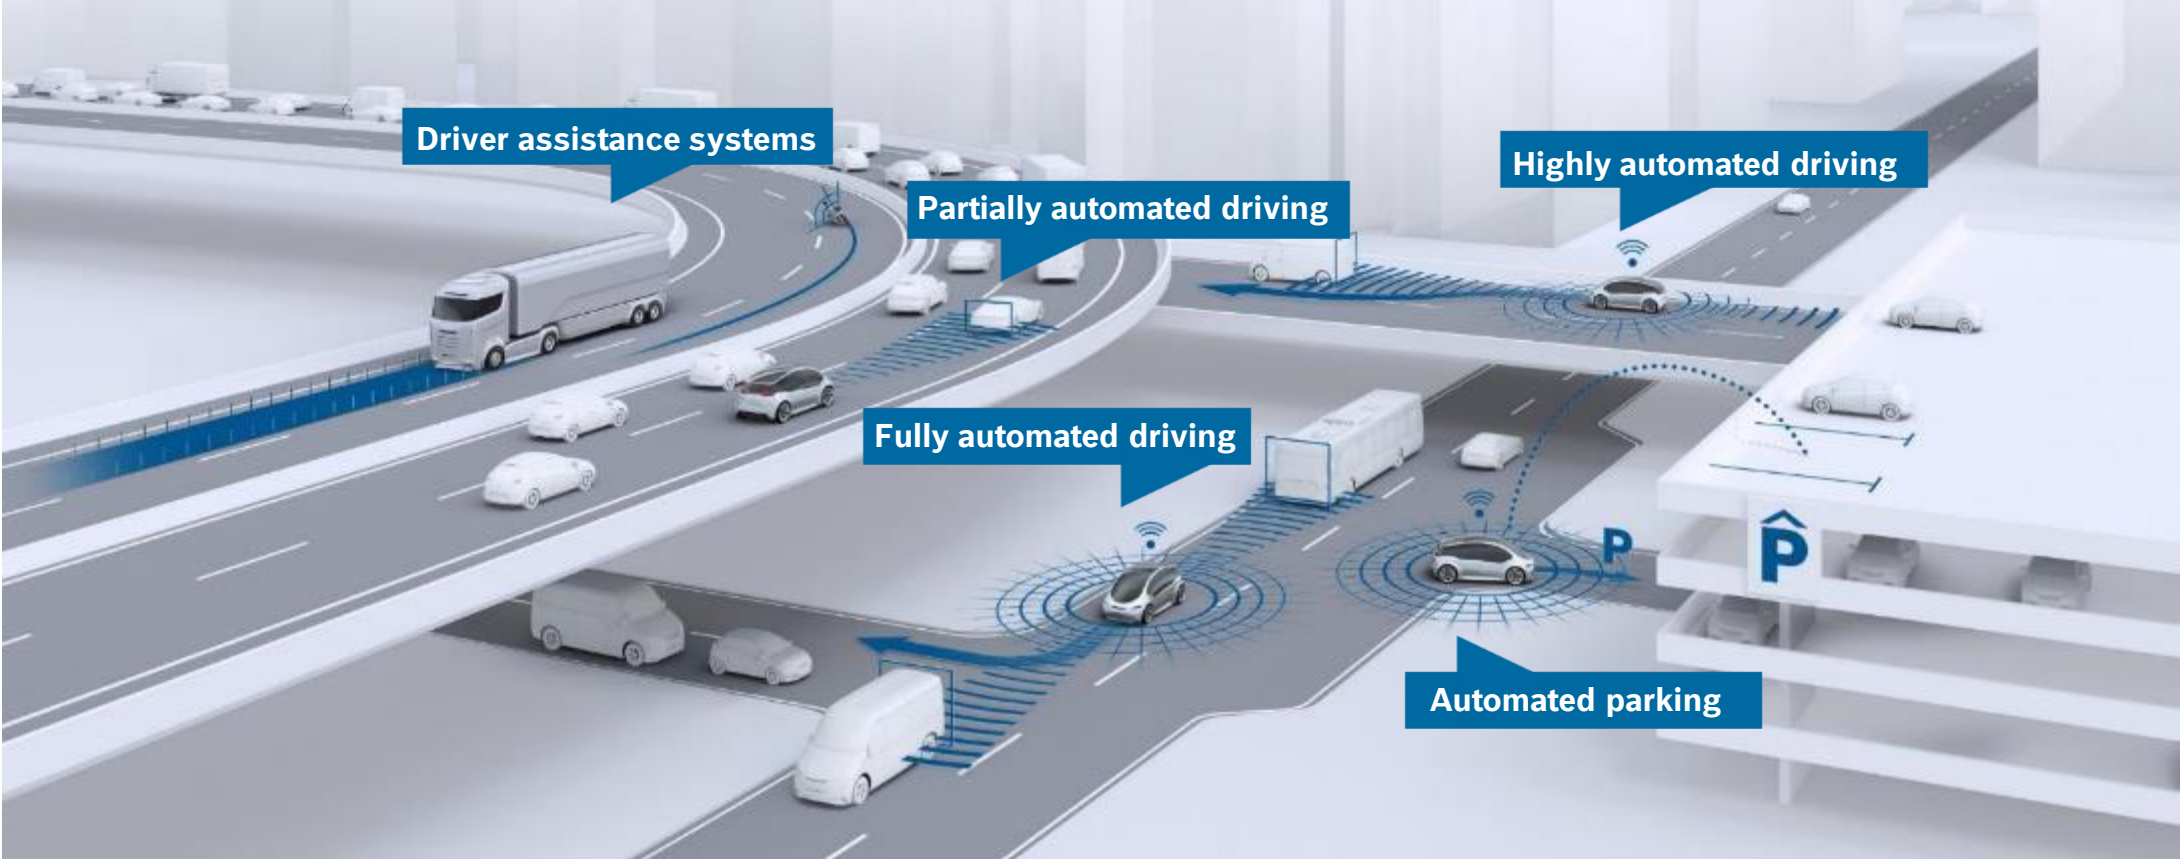 Driver assistance systems
Partially automated driving
Highly automated driving
Fully automated driving
P
P
Automated parking